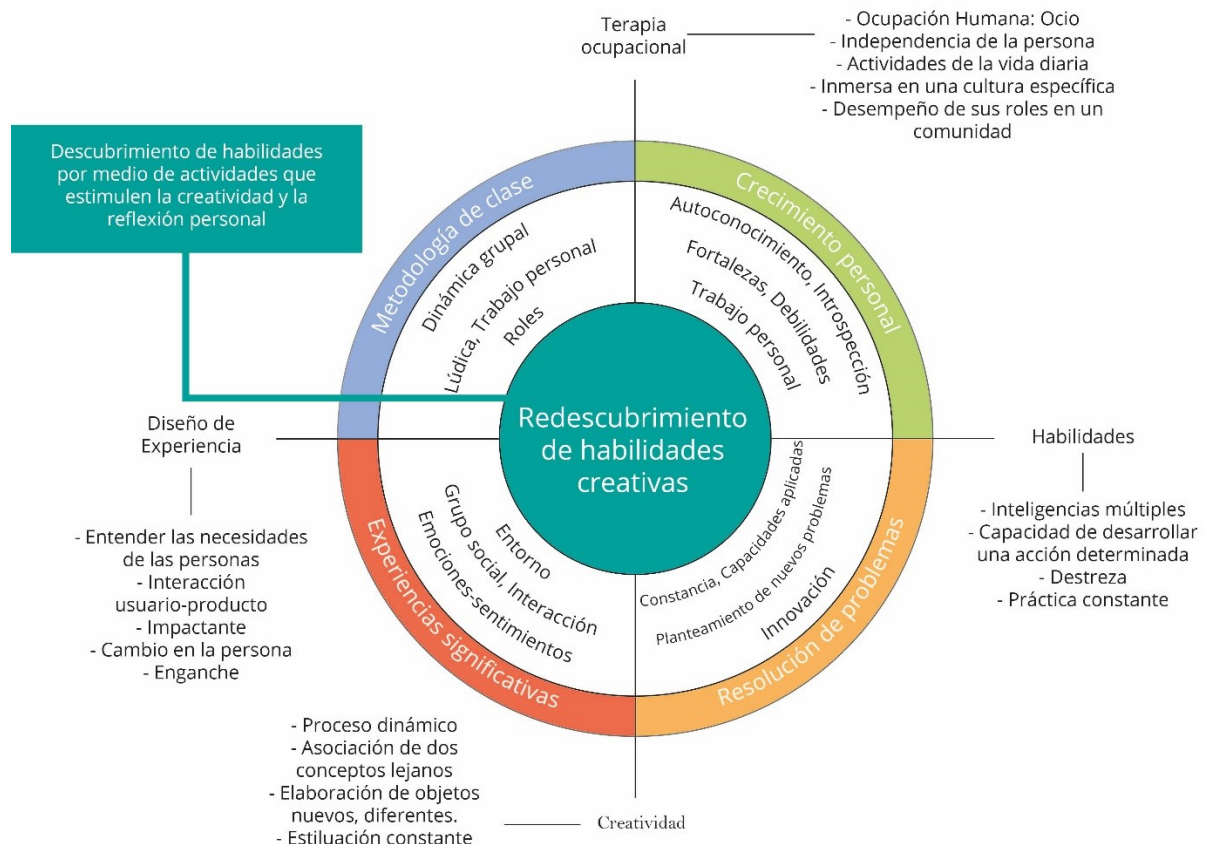 Terapia
ocupacional
- Ocupación Humana: Ocio
- Independencia de la persona
- Actividades de la vida diaria
- Inmersa en una cultura específica
- Desempeño de sus roles en un
comunidad
Descubrimiento de habilidades
por medio de actividades que
estimulen la creatividad y la
reflexión personal
Metodología de clase
Dinámica grupal
Lúdica, Trabajo personal
Roles
Crecimiento personal
Autoconocimiento, Introspección
Fortalezas, Debilidades
Trabajo personal
Redescubrimiento
de habilidades
creativas
Diseño de
Experiencia
- Entender las necesidades
de las personas
- Interacción
usuario-producto
- Impactante
- Cambio en la persona
- Enganche
Experiencias significativas
Entorno
Grupo social, Interacción
Emociones-sentimientos
Constancia, Capacidades aplicadas
Planteamiento de nuevos problemas
Innovación
Resolución de problemas
Habilidades
- Inteligencias múltiples
- Capacidad de desarrollar
una acción determinada
- Destreza
- Práctica constante
- Proceso dinámico
- Asociación de dos
conceptos lejanos
- Elaboración de objetos
nuevos, diferentes.
- Estiluación constante
Creatividad